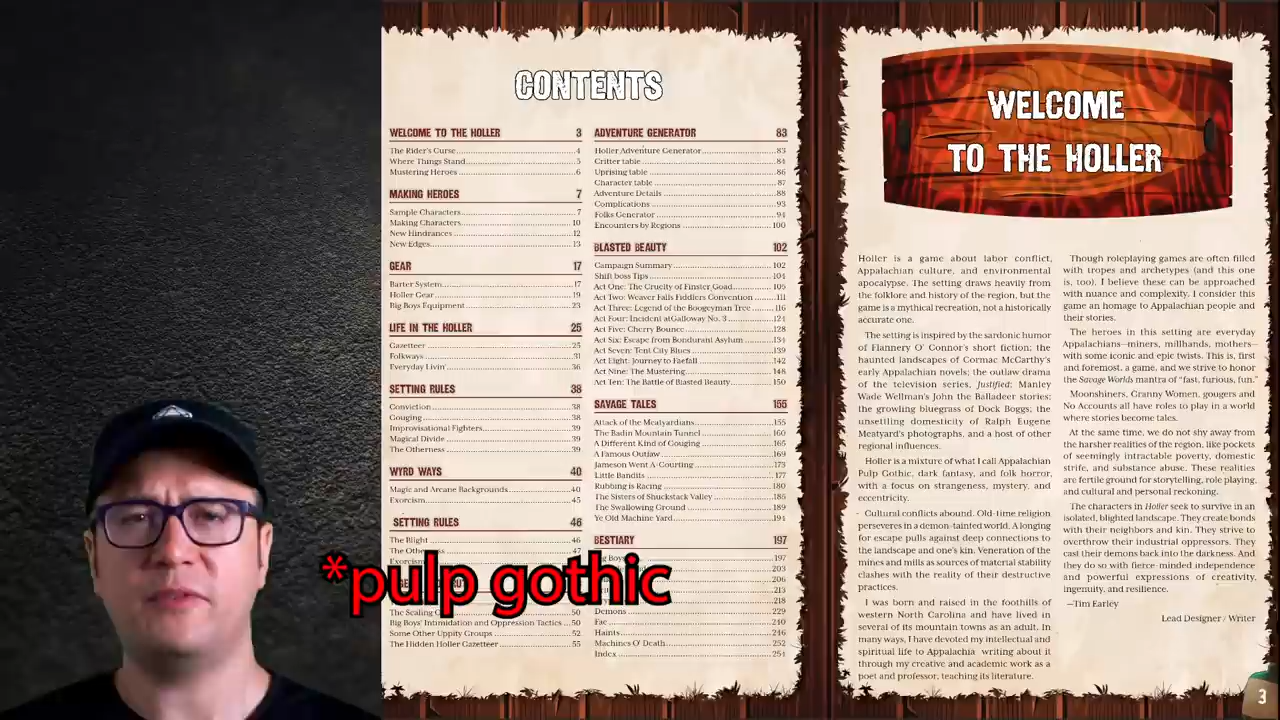 CONTENTS
WELCOME TO THE HOLLER 3
The Rider's Curse 4
Where Things Stand 5
Mustering Heroes 6
MAKING HEROES 7
Sample Characters 7
Making Characters 10
New Hindrances 12
New Edges 13
GEAR 17
Barter System 17
Holler Gear 19
Big Boys Equipment 23
LIFE IN THE HOLLER 25
Gazetteer 25
Folkways 31
Everyday Livin' 36
SETTING RULES 38
Conviction 38
Gouging 38
Improvisational Fighters 39
Magical Divide 39
The Otherness 39
WYRD WAYS 40
Magic and Arcane Backgrounds 40
Exorcism 45
SETTING RULES 46
The Blight 46
The Othe 47
Exorcis
*pulp gothic
The Scaling C 50
Big Boys' Intimidation and Oppression Tactics 50
Some Other Uppity Groups 52
The Hidden Holler Gazetteer 55
ADVENTURE GENERATOR 83
Holler Adventure Generator 83
Critter table 84
Uprising table 86
Character table 87
Adventure Details 88
Complications 93
Folks Generator 94
Encounters by Regions 100
BLASTED BEAUTY 102
Campaign Summary 102
Shift boss Tips 104
Act One: The Cruelty of Finster Goad 105
Act Two: Weaver Falls Fiddlers Convention 111
Act Three: Legend of the Boogeyman Tree 116
Act Four: Incident atGalloway No. 3 124
Act Five: Cherry Bounce 128
Act Six: Escape from Bondurant Asylum 134
Act Seven: Tent City Blues 139
Act Eight: Journey to Faefall 142
Act Nine: The Mustering 148
Act Ten: The Battle of Blasted Beauty 150
SAVAGE TALES 155
Attack of the Meatyardians 155
The Badin Mountain Tunnel 160
A Different Kind of Gouging 165
A Famous Outlaw 169
Jameson Went A-Courting 173
Little Bandits 177
Rubbing is Racing 180
The Sisters of Shuckstack Valley 185
The Swallowing Ground 189
Ye Old Machine Yard 194
BESTIARY 197
g Boys 197
203
206
213
218
Demons 229
Fae 240
Haints 246
Machines O' Death 252
Index 254
WELCOME
TO THE HOLLER
Holler is a game about labor conflict,
Appalachian culture, and environmental
apocalypse. The setting draws heavily from
the folklore and history of the region, but the
game is a mythical recreation, not a historically
accurate one.
The setting is inspired by the sardonic humor
of Flannery O' Connor's short fiction; the
haunted landscapes of Cormac McCarthy's
early Appalachian novels; the outlaw drama
of the television series, Justified; Manley
Wade Wellman's John the Balladeer stories;
the growling bluegrass of Dock Boggs; the
unsettling domesticity of Ralph Eugene
Meatyard's photographs, and a host of other
regional influences.
Holler is a mixture of what I call Appalachian
Pulp Gothic, dark fantasy, and folk horror,
with a focus on strangeness, mystery, and
eccentricity.
Cultural conflicts abound. Old-time religion
perseveres in a demon-tainted world. A longing
for escape pulls against deep connections to
the landscape and one's kin. Veneration of the
mines and mills as sources of material stability
clashes with the reality of their destructive
practices.
I was born and raised in the foothills of
western North Carolina and have lived in
several of its mountain towns as an adult. In
many ways, I have devoted my intellectual and
spiritual life to Appalachia writing about it
through my creative and academic work as a
poet and professor, teaching its literature.
Though roleplaying games are often filled
with tropes and archetypes (and this one
is, too), I believe these can be approached
with nuance and complexity. I consider this
game an homage to Appalachian people and
their stories.
The heroes in this setting are everyday
Appalachians—miners, millhands, mothers—
with some iconic and epic twists. This is, first
and foremost, a game, and we strive to honor
the Savage Worlds mantra of "fast, furious, fun."
Moonshiners, Granny Women, gougers and
No Accounts all have roles to play in a world
where stories become tales.
At the same time, we do not shy away from
the harsher realities of the region, like pockets
of seemingly intractable poverty, domestic
strife, and substance abuse. These realities
are fertile ground for storytelling, role playing,
and cultural and personal reckoning.
The characters in Holler seek to survive in an
isolated, blighted landscape. They create bonds
with their neighbors and kin. They strive to
overthrow their industrial oppressors. They
cast their demons back into the darkness. And
they do so with fierce-minded independence
and powerful expressions of creativity,
ingenuity, and resilience.
—Tim Earley
Lead Designer / Writer
3